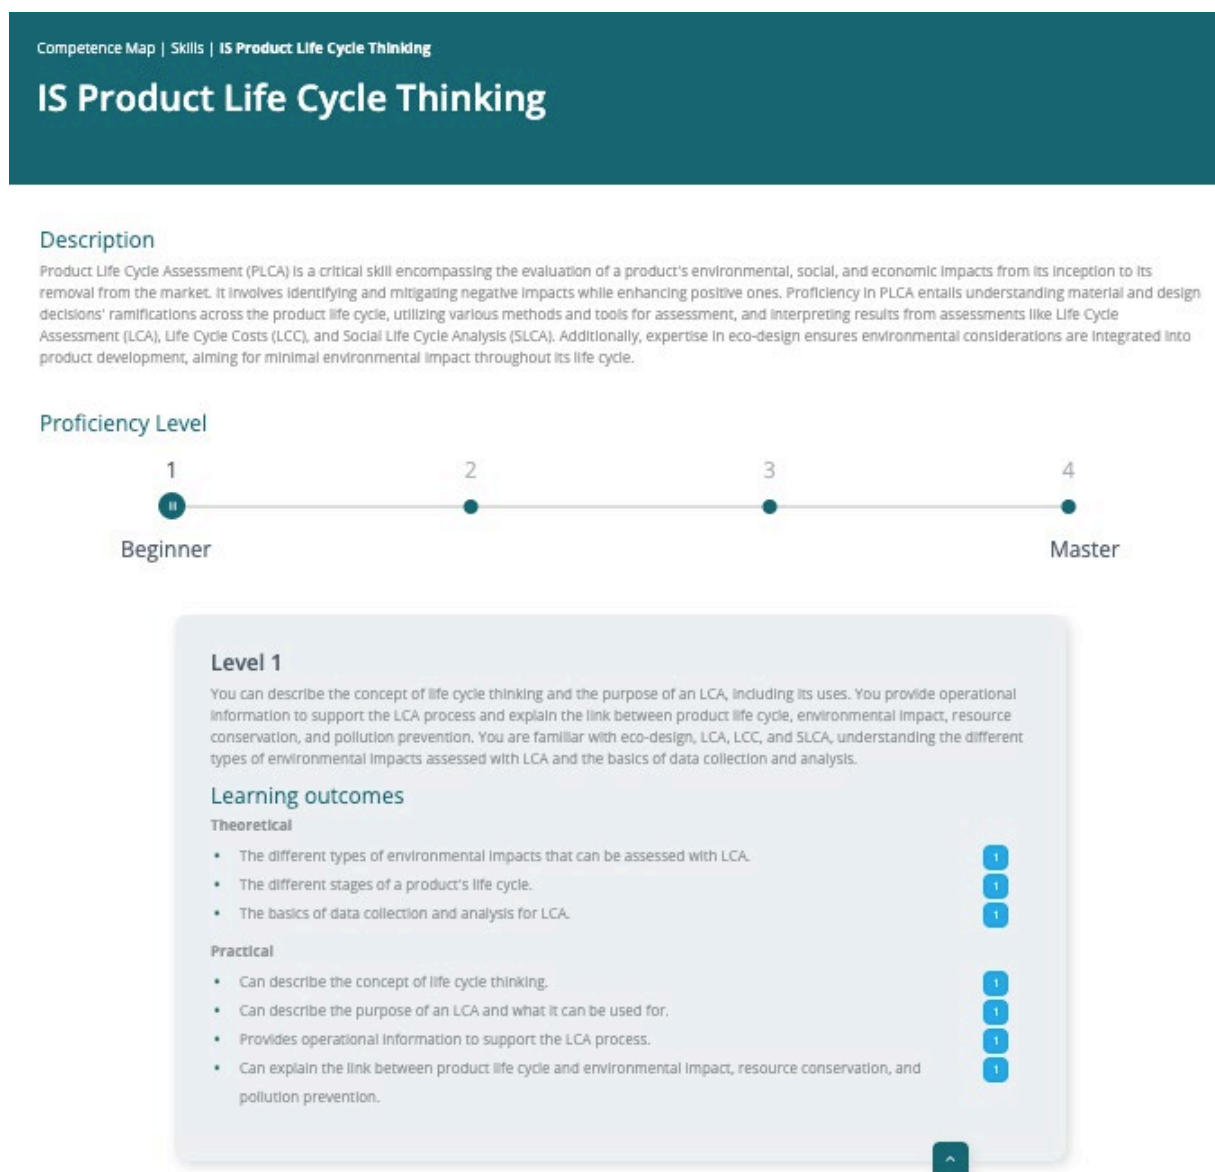 Competence Map | Skills | IS Product Life Cycle Thinking
IS Product Life Cycle Thinking
Description
Product Life Cycle Assessment (PLCA) is a critical skill encompassing the evaluation of a product's environmental, social, and economic impacts from its inception to its
removal from the market. It involves identifying and mitigating negative impacts while enhancing positive ones. Proficiency in PLCA entails understanding material and design
decisions' ramifications across the product life cycle, utilizing various methods and tools for assessment, and interpreting results from assessments like Life Cycle
Assessment (LCA), Life Cycle Costs (LCC), and Social Life Cycle Analysis (SLCA). Additionally, expertise in eco-design ensures environmental considerations are integrated into
product development, aiming for minimal environmental impact throughout its life cycle.
Proficiency Level
1 2 3 4
Beginner Master
Level 1
You can describe the concept of life cycle thinking and the purpose of an LCA, including its uses. You provide operational
information to support the LCA process and explain the link between product life cycle, environmental impact, resource
conservation, and pollution prevention. You are familiar with eco-design, LCA, LCC, and SLCA, understanding the different
types of environmental impacts assessed with LCA and the basics of data collection and analysis.
Learning outcomes
Theoretical
• The different types of environmental impacts that can be assessed with LCA. 1
• The different stages of a product's life cycle. 1
• The basics of data collection and analysis for LCA. 1
Practical
• Can describe the concept of life cycle thinking. 1
• Can describe the purpose of an LCA and what it can be used for. 1
• Provides operational information to support the LCA process. 1
• Can explain the link between product life cycle and environmental impact, resource conservation, and 1
pollution prevention.